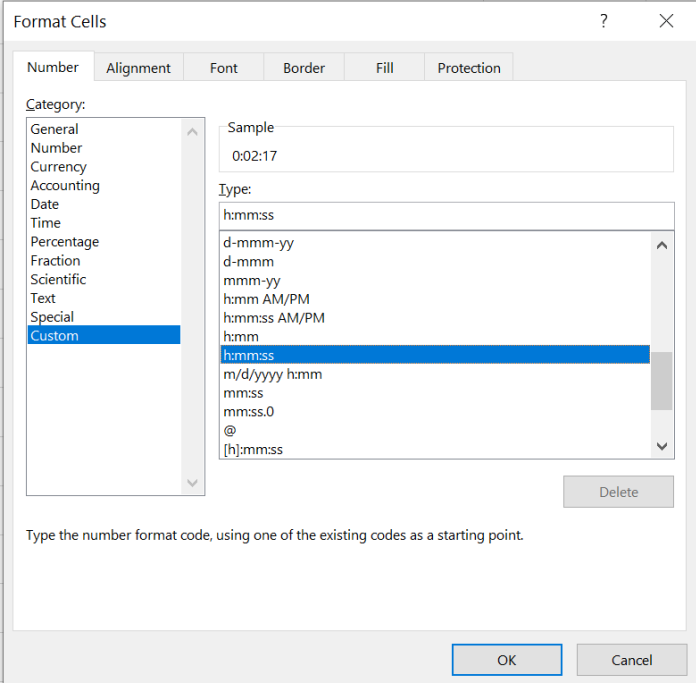 Format Cells ?
Number Alignment Font Border Fill Protection
Category:
General
Number
Currency
Accounting
Date
Time
Percentage
Fraction
Scientific
Text
Special
Custom
Sample
0:02:17
Type:
h:mm:ss
d-mmm-yy
d-mmm
mmm-yy
h:mm AM/PM
h:mm:ss AM/PM
h:mm
h:mm:ss
m/d/yyyy h:mm
mm:ss
mm:ss.0
@
[h]:mm:ss
Delete
Type the number format code, using one of the existing codes as a starting point.
OK Cancel